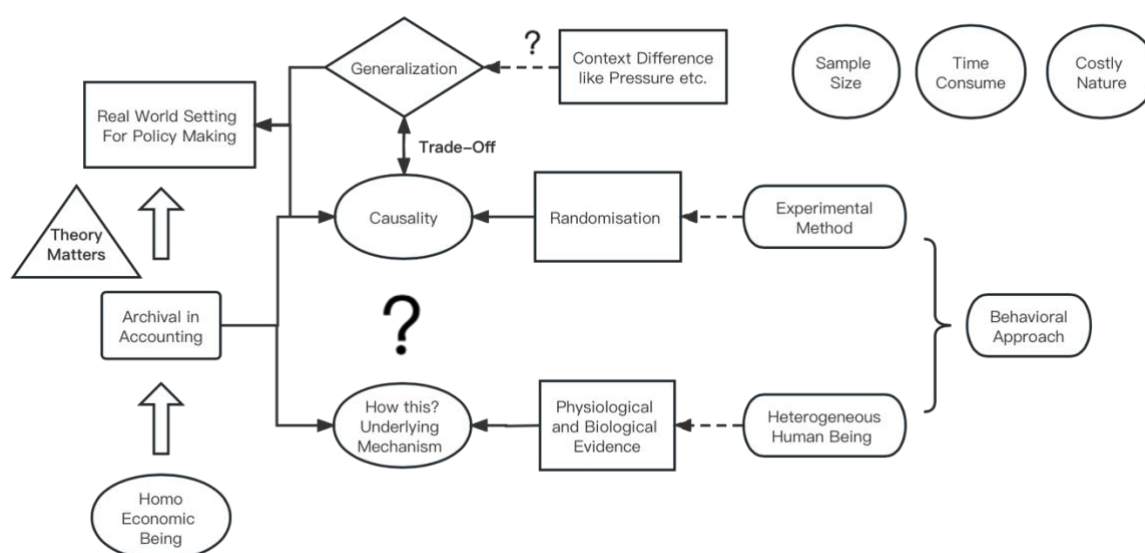 ?
Generalization
Context Difference
like Pressure etc.
Sample
Size
Time
Consume
Costly
Nature
Real World Setting
For Policy Making
Trade-Off
Theory
Matters
Causality
Randomisation
Experimental
Method
Archival in
Accounting
?
Behavioral
Approach
How this?
Underlying
Mechanism
Physiological
and Biological
Evidence
Heterogeneous
Human Being
Homo
Economic
Being